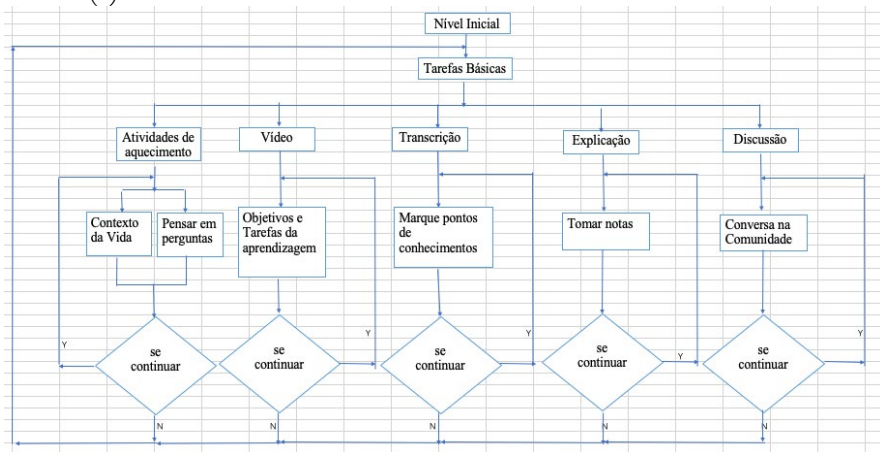 Nível Inicial
Tarefas Básicas
Atividades de
aquecimento
Vídeo
Transcrição
Explicação
Discussão
Contexto
da Vida
Pensar em
perguntas
Objetivos e
Tarefas da
aprendizagem
Marque pontos
de
conhecimentos
Tomar notas
Conversa na
Comunidade
Y
Y
Y
Y
Y
se
continuar
se
continuar
se
continuar
se
continuar
se
continuar
N
N
N
N
N